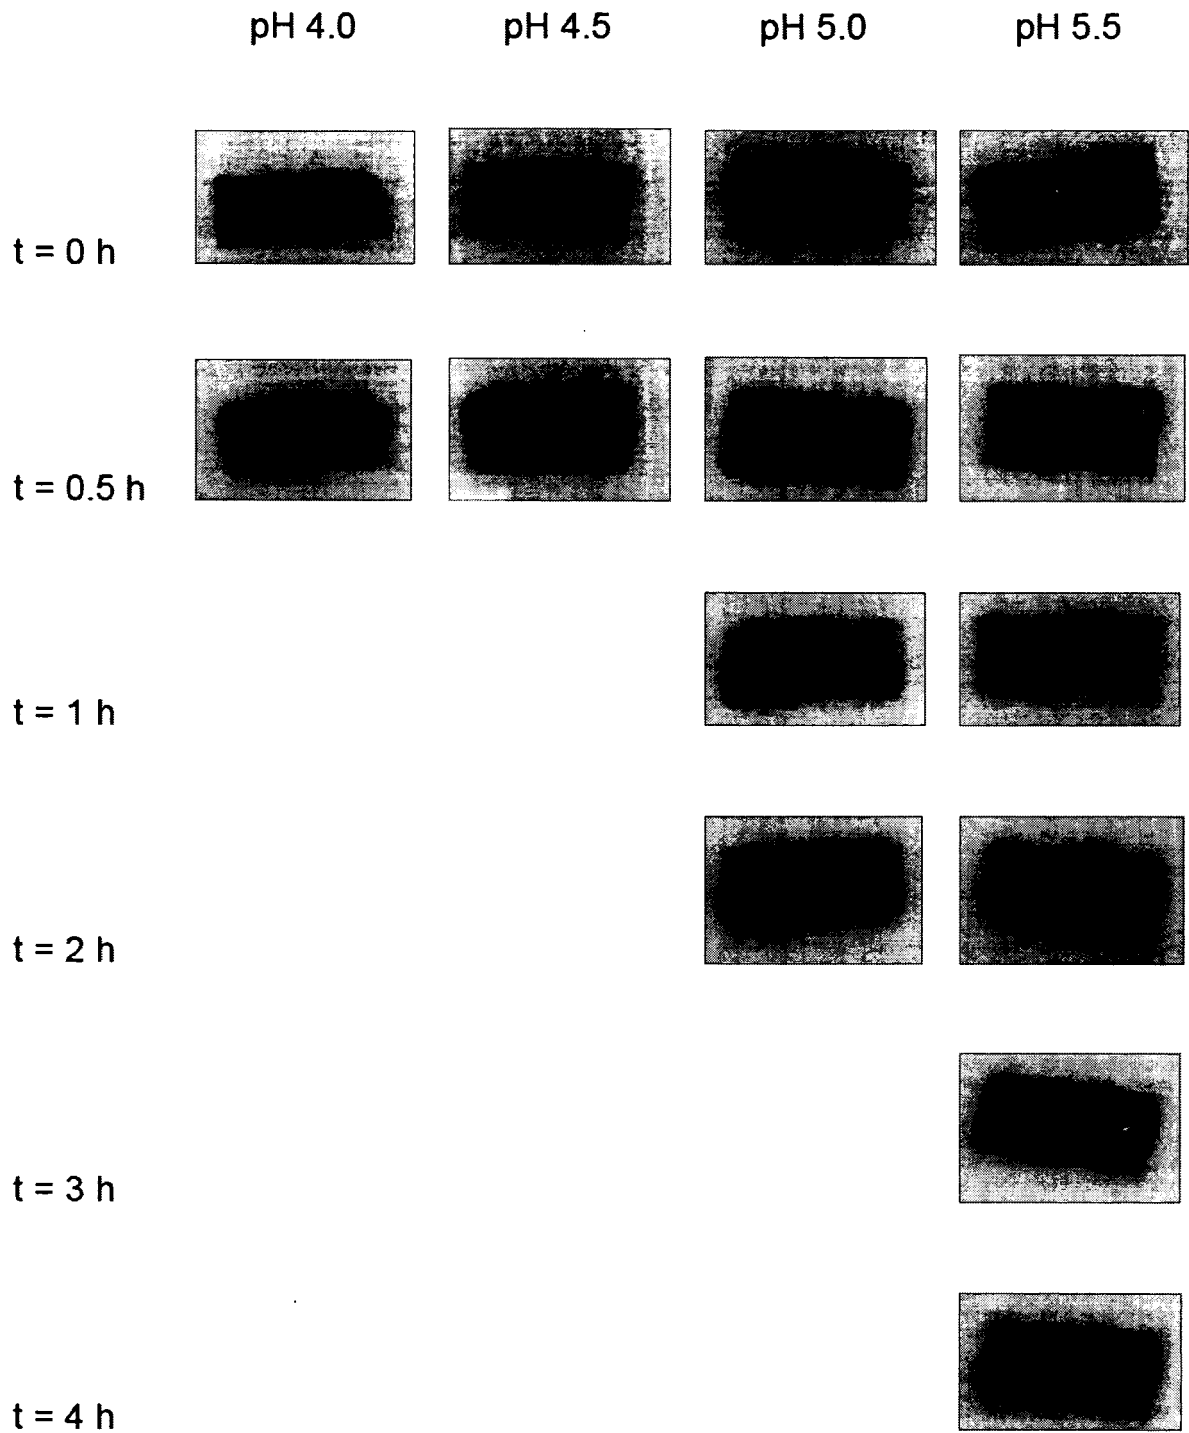 pH 4.0 pH 4.5 pH 5.0 pH 5.5
t = 0 h
t = 0.5 h
t = 1 h
t = 2 h
t = 3 h
t = 4 h